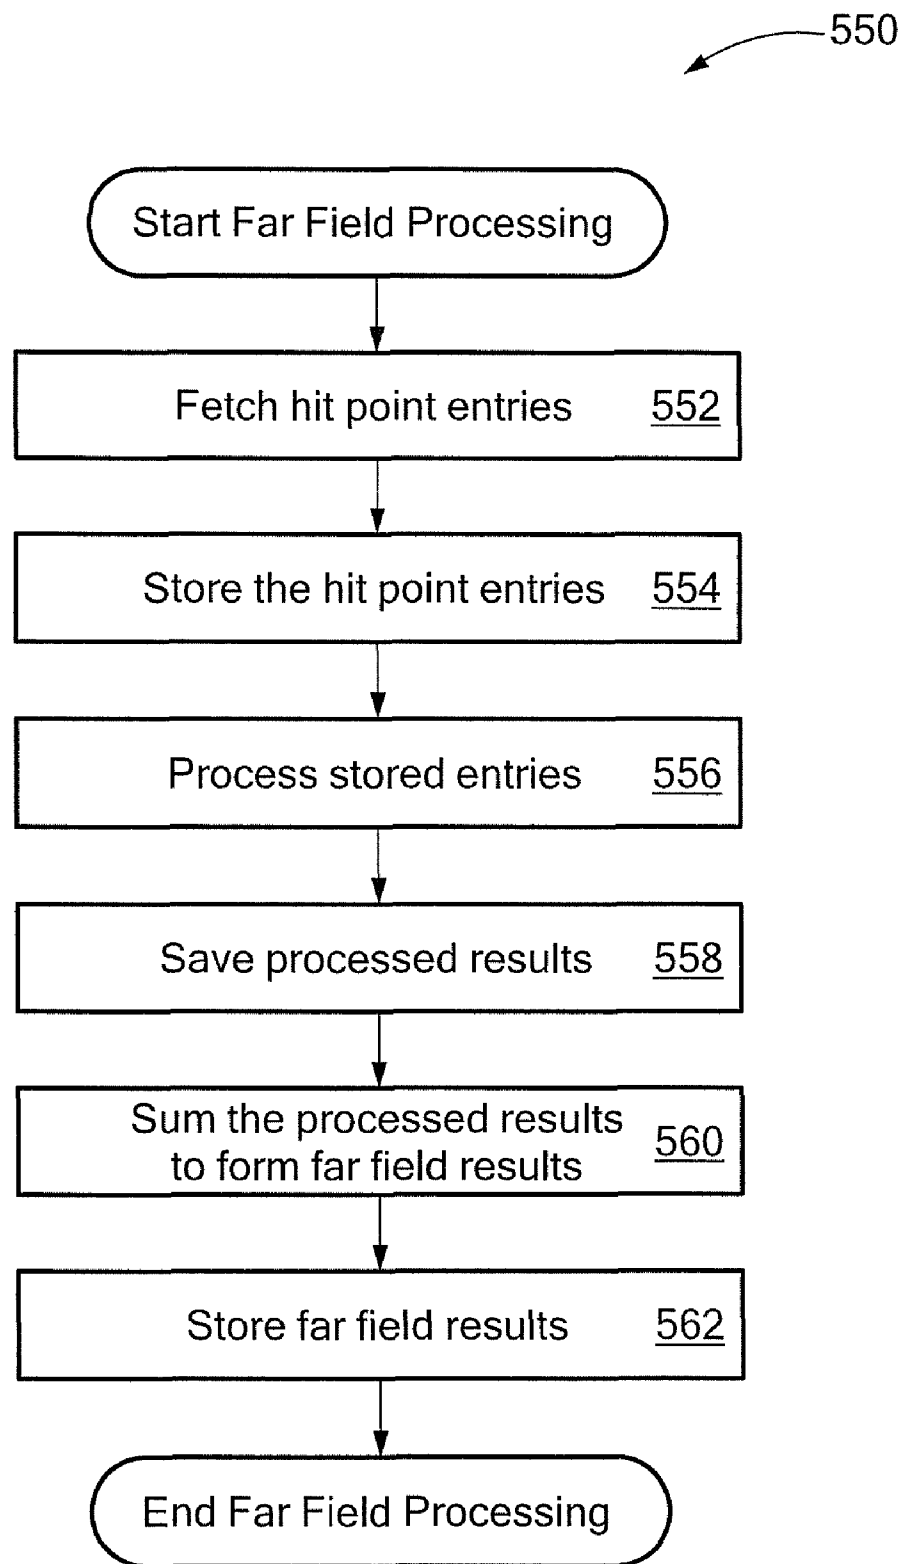 550
Start Far Field Processing
Fetch hit point entries 552
Store the hit point entries 554
Process stored entries 556
Save processed results 558
Sum the processed results
to form far field results 560
Store far field results 562
End Far Field Processing